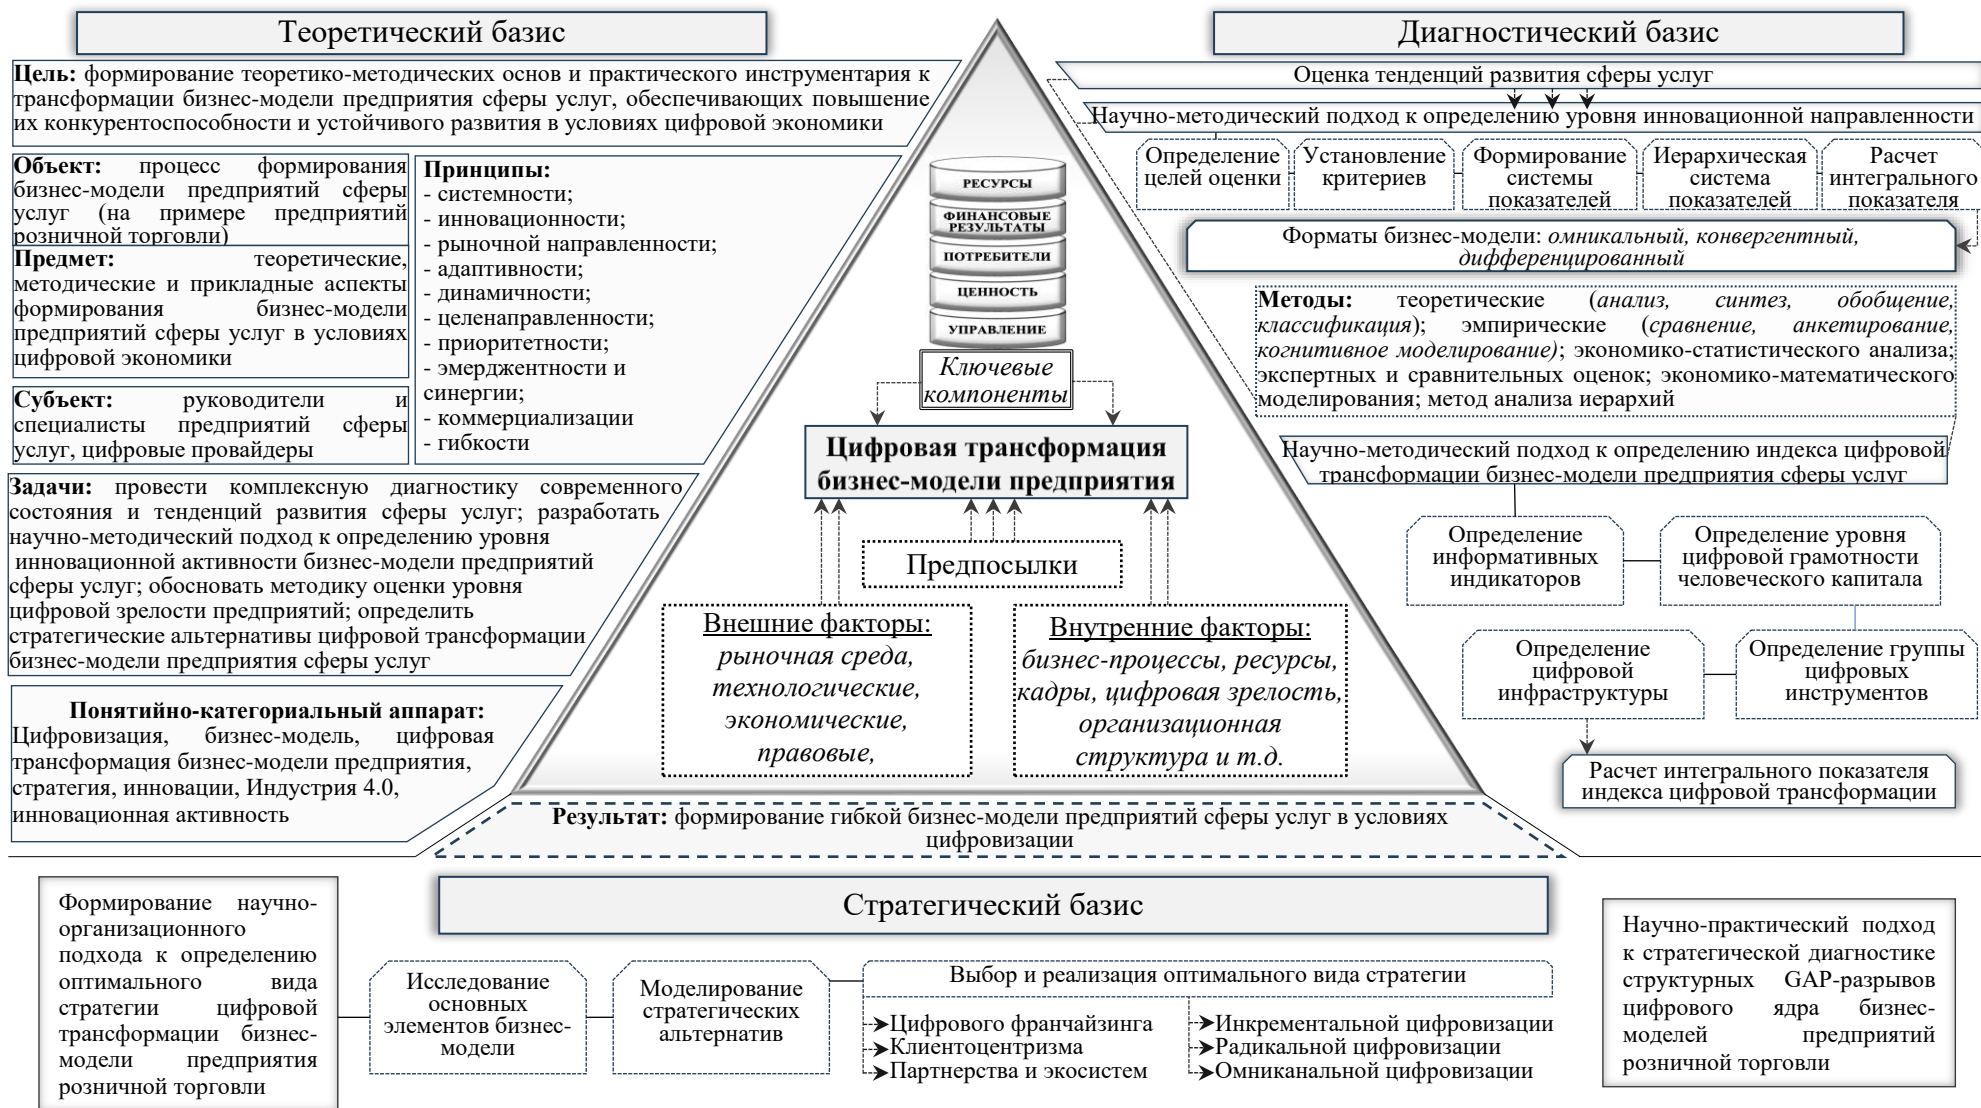 Теоретический базис
Цель: формирование теоретико-методических основ и практического инструментария к
трансформации бизнес-модели предприятия сферы услуг, обеспечивающих повышение
их конкурентоспособности и устойчивого развития в условиях цифровой экономики
Объект: процесс формирования
бизнес-модели предприятий сферы
услуг (на примере предприятий
розничной торговли)
Предмет: теоретические,
методические и прикладные аспекты
формирования бизнес-модели
предприятий сферы услуг в условиях
цифровой экономики
Субъект: руководители и
специалисты предприятий сферы
услуг, цифровые провайдеры
Принципы:
- системности;
- инновационности;
- рыночной направленности;
- адаптивности;
- динамичности;
- целенаправленности;
- приоритетности;
- эмерджентности и
синергии;
- коммерциализации
- гибкости
Задачи: провести комплексную диагностику современного
состояния и тенденций развития сферы услуг; разработать
научно-методический подход к определению уровня
инновационной активности бизнес-модели предприятий
сферы услуг; обосновать методику оценки уровня
цифровой зрелости предприятий; определить
стратегические альтернативы цифровой трансформации
бизнес-модели предприятия сферы услуг
Понятийно-категориальный аппарат:
Цифровизация, бизнес-модель, цифровая
трансформация бизнес-модели предприятия,
стратегия, инновации, Индустрия 4.0,
инновационная активность
РЕСУРСЫ
ФИНАНСОВЫЕ
РЕЗУЛЬТАТЫ
ПОТРЕБИТЕЛИ
ЦЕННОСТЬ
УПРАВЛЕНИЕ
Ключевые
компоненты
Цифровая трансформация
бизнес-модели предприятия
Предпосылки
Внешние факторы:
рыночная среда,
технологические,
экономические,
правовые,
Внутренние факторы:
бизнес-процессы, ресурсы,
кадры, цифровая зрелость,
организационная
структура и т.д.
Результат: формирование гибкой бизнес-модели предприятий сферы услуг в условиях
цифровизации
Диагностический базис
Оценка тенденций развития сферы услуг
Научно-методический подход к определению уровня инновационной направленности
Определение
целей оценки
Установление
критериев
Формирование
системы
показателей
Иерархическая
система
показателей
Расчет
интегрального
показателя
Форматы бизнес-модели: омникальный, конвергентный,
дифференцированный
Методы: теоретические (анализ, синтез, обобщение,
классификация); эмпирические (сравнение, анкетирование,
когнитивное моделирование); экономико-статистического анализа;
экспертных и сравнительных оценок; экономико-математического
моделирования; метод анализа иерархий
Научно-методический подход к определению индекса цифровой
трансформации бизнес-модели предприятия сферы услуг
Определение
информативных
индикаторов
Определение уровня
цифровой грамотности
человеческого капитала
Определение
цифровой
инфраструктуры
Определение группы
цифровых
инструментов
Расчет интегрального показателя
индекса цифровой трансформации
Стратегический базис
Формирование научно-
организационного
подхода к определению
оптимального вида
стратегии цифровой
трансформации бизнес-
модели предприятия
розничной торговли
Исследование
основных
элементов бизнес-
модели
Моделирование
стратегических
альтернатив
Выбор и реализация оптимального вида стратегии
Цифрового франчайзинга
Клиентоцентризма
Партнерства и экосистем
Инкрементальной цифровизации
Радикальной цифровизации
Омниканальной цифровизации
Научно-практический подход
к стратегической диагностике
структурных GAP-разрывов
цифрового ядра бизнес-
моделей предприятий
розничной торговли